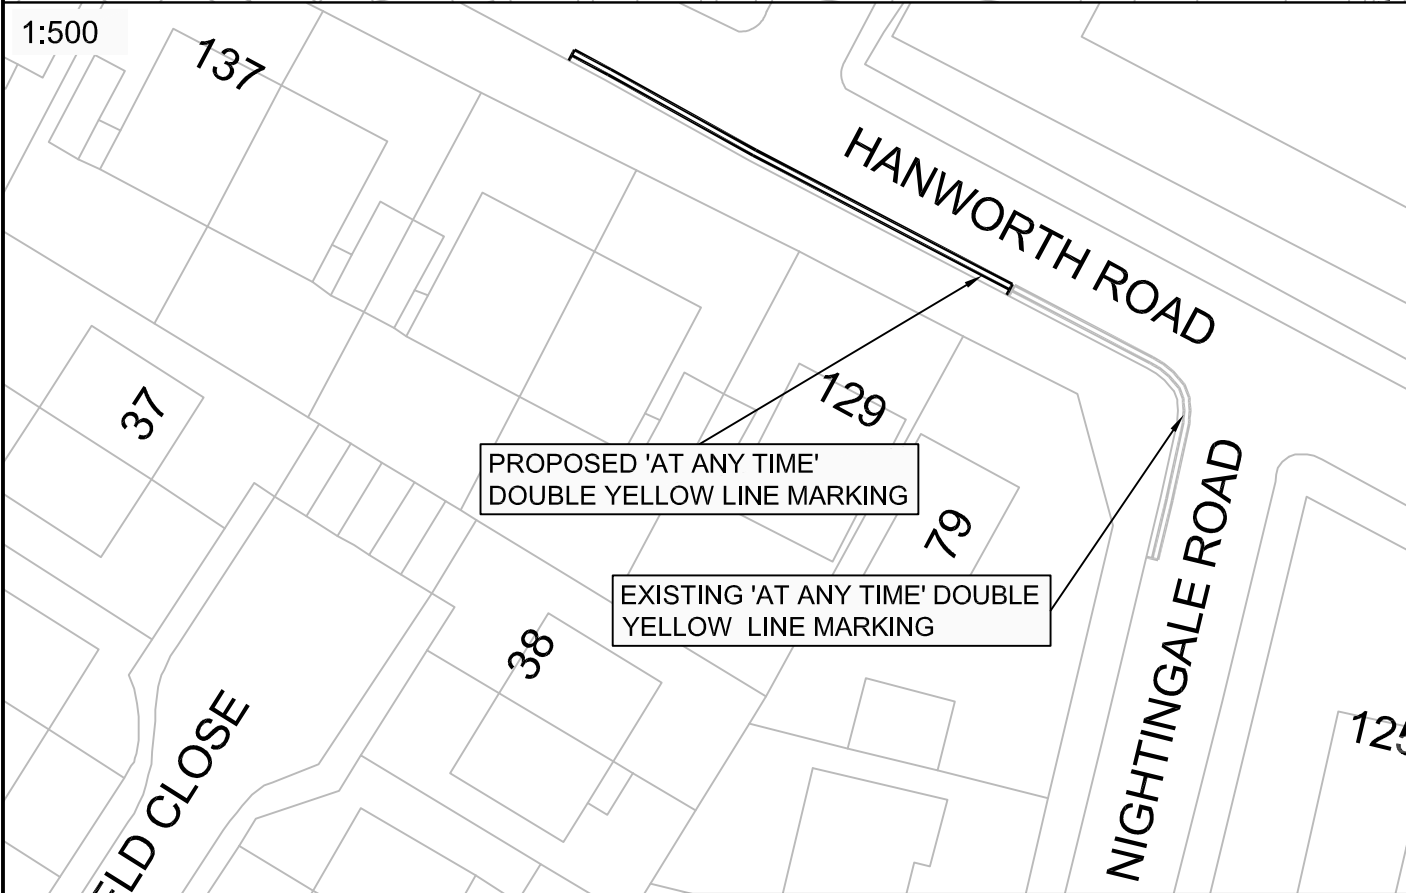 1:500
137
HANWORTH ROAD
37
129
PROPOSED 'AT ANY TIME'
DOUBLE YELLOW LINE MARKING
79
EXISTING 'AT ANY TIME' DOUBLE
YELLOW LINE MARKING
NIGHTINGALE ROAD
38
125
CLOSE